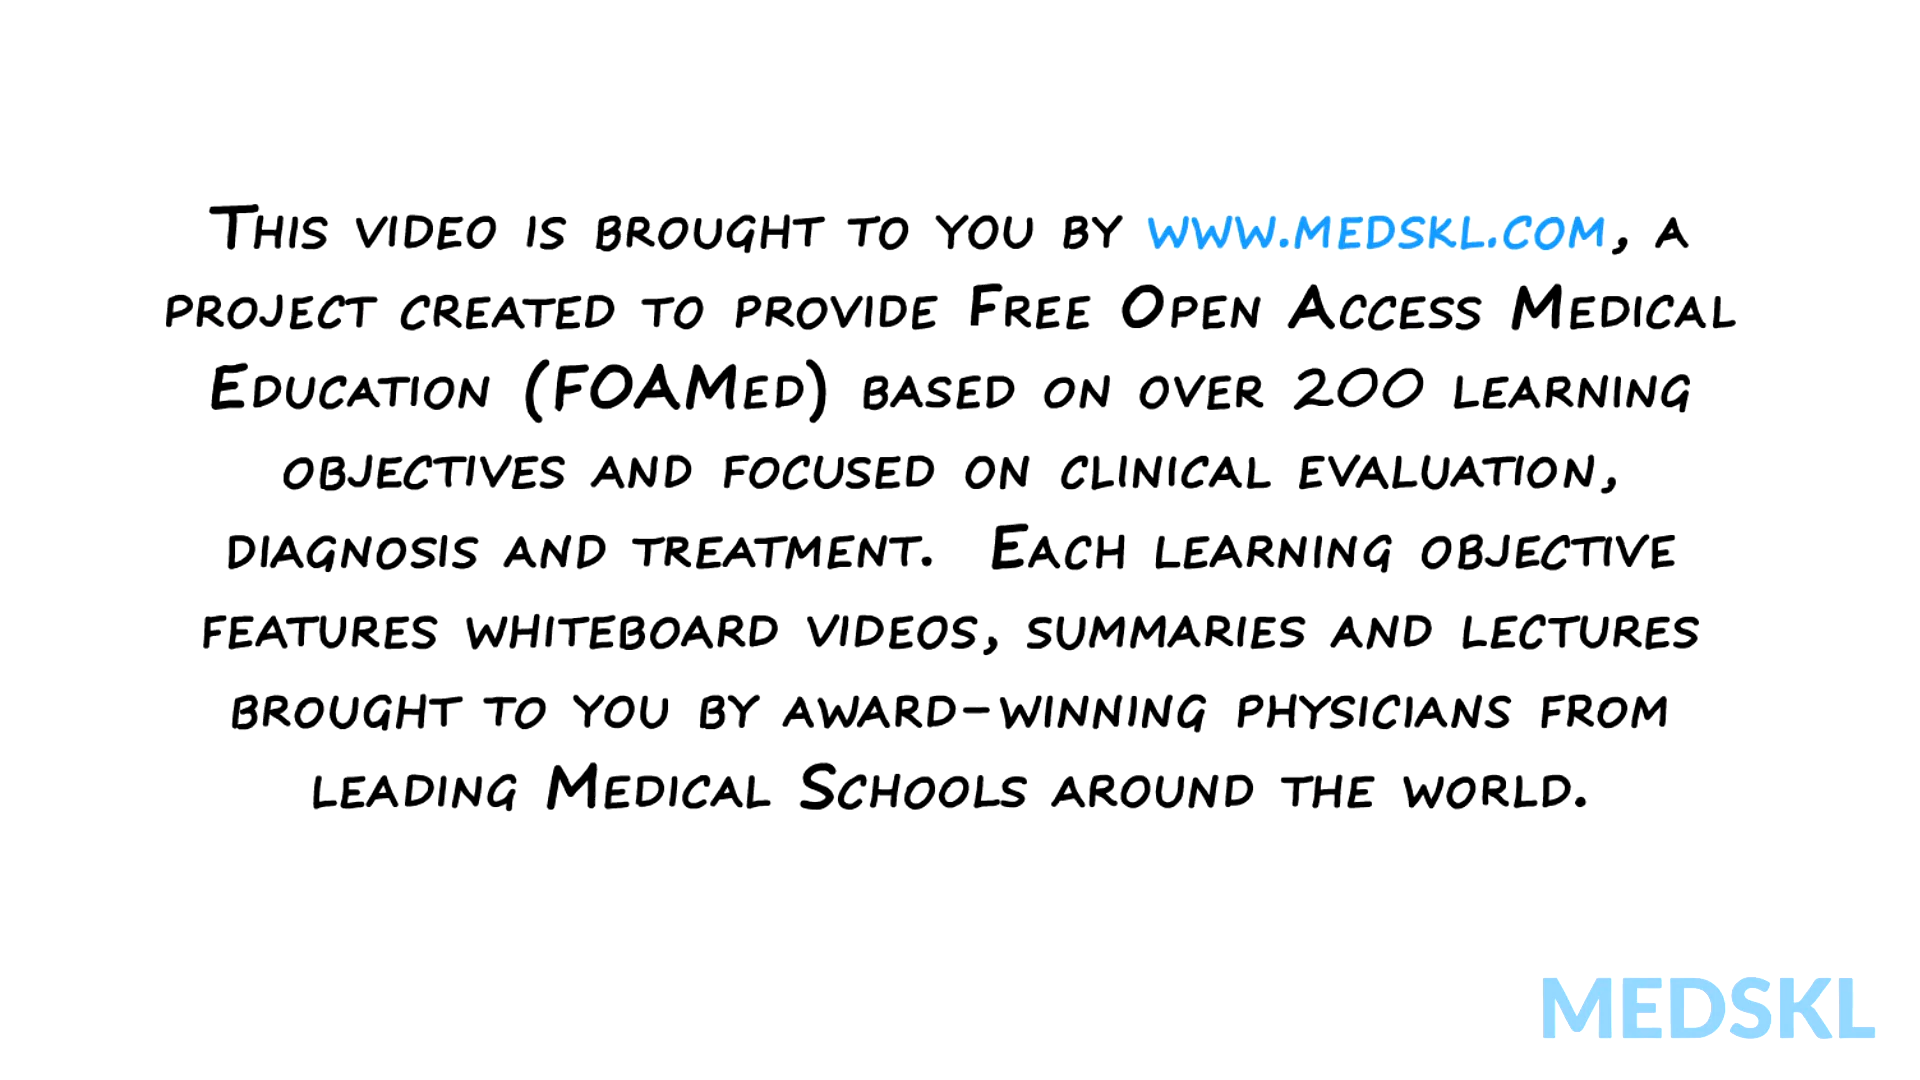 This video is brought to you by www.medskl.com, a
project created to provide Free Open Access Medical
Education (FOAMed) based on over 200 learning
objectives and focused on clinical evaluation,
diagnosis and treatment.  Each learning objective
features whiteboard videos, summaries and lectures
brought to you by award-winning physicians from
leading Medical Schools around the world.
MEDSKL